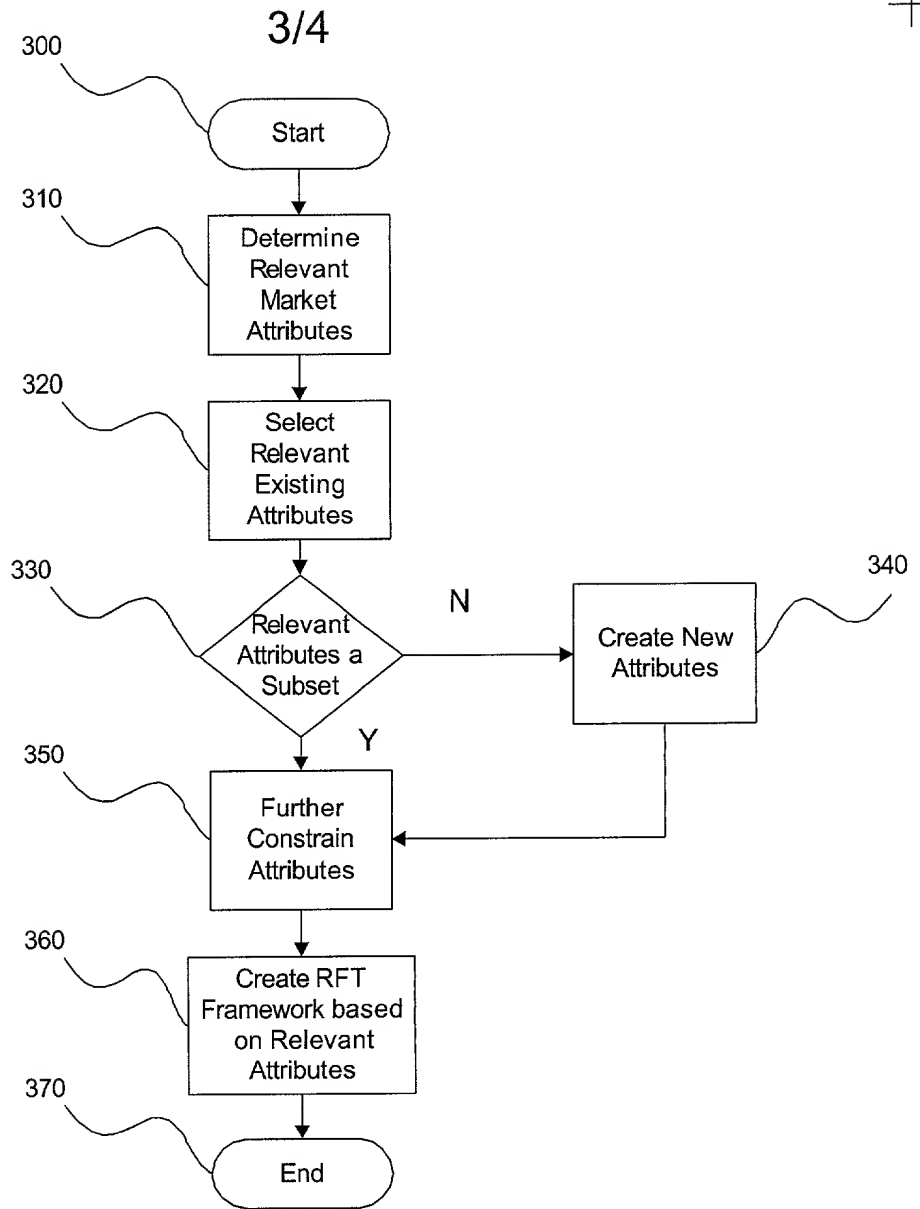 3/4
300
Start
310
Determine
Relevant
Market
Attributes
320
Select
Relevant
Existing
Attributes
330
Relevant
Attributes a
Subset
N
340
Create New
Attributes
Y
350
Further
Constrain
Attributes
360
Create RFT
Framework based
on Relevant
Attributes
370
End